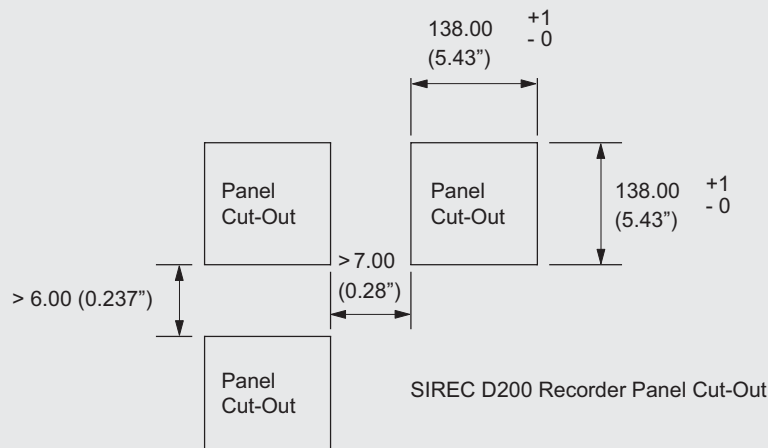 138.00 +1
- 0
(5.43”)
Panel
Cut-Out
Panel
Cut-Out
138.00 +1
- 0
(5.43”)
>7.00
(0.28”)
> 6.00 (0.237”)
Panel
Cut-Out
SIREC D200 Recorder Panel Cut-Out